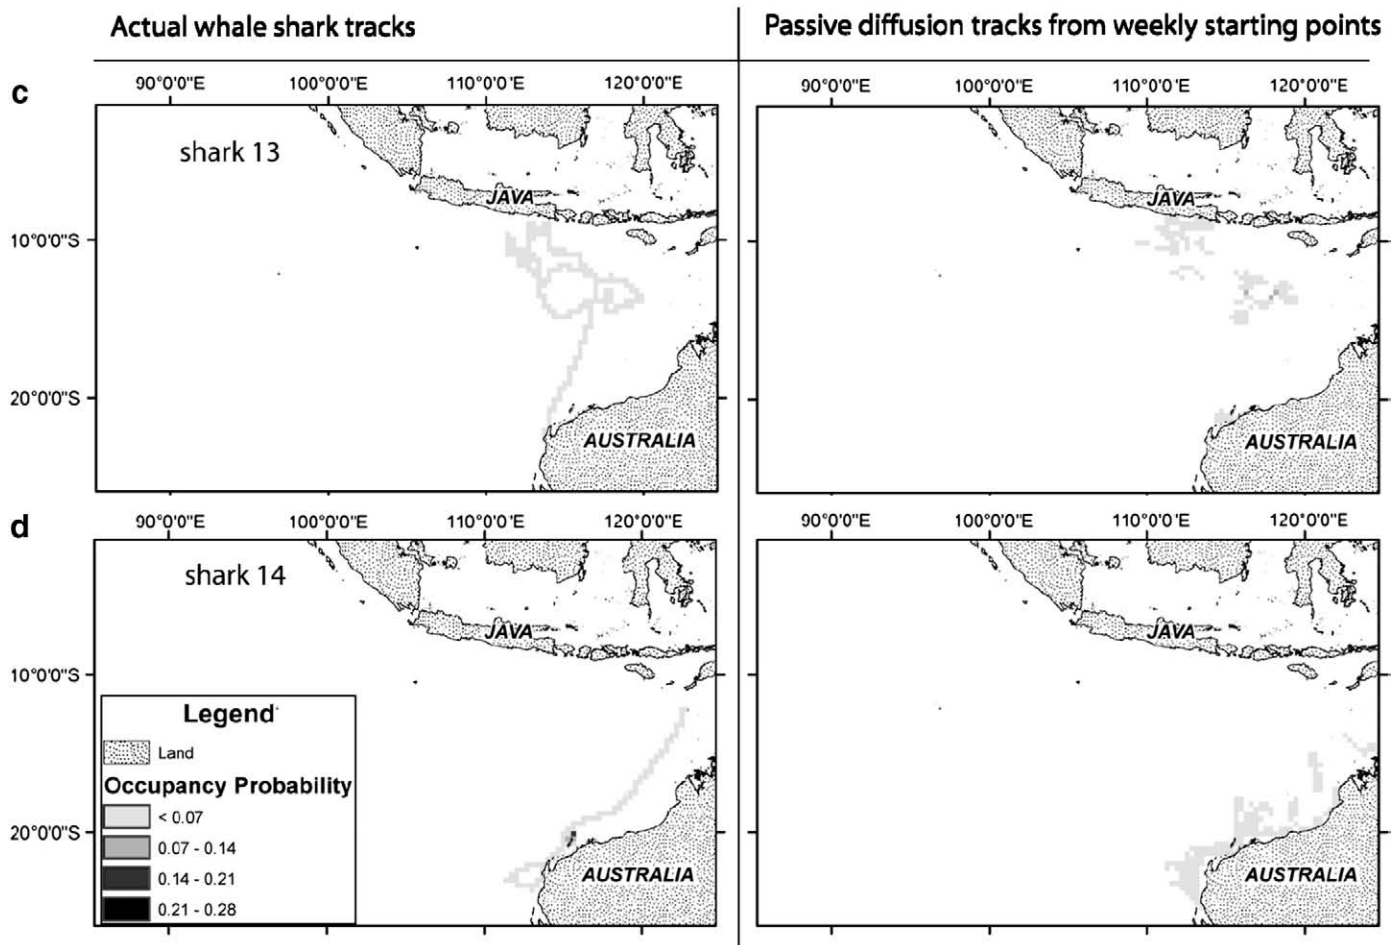 Actual whale shark tracks
Passive diffusion tracks from weekly starting points
c
90°0'0"E 100°0'0"E 110°0'0"E 120°0'0"E
90°0'0"E 100°0'0"E 110°0'0"E 120°0'0"E
shark 13
JAVA
JAVA
10°0'0"S
20°0'0"S
AUSTRALIA
AUSTRALIA
d
90°0'0"E 100°0'0"E 110°0'0"E 120°0'0"E
90°0'0"E 100°0'0"E 110°0'0"E 120°0'0"E
shark 14
JAVA
JAVA
10°0'0"S
20°0'0"S
Legend
Land
Occupancy Probability
< 0.07
0.07 - 0.14
0.14 - 0.21
0.21 - 0.28
AUSTRALIA
AUSTRALIA